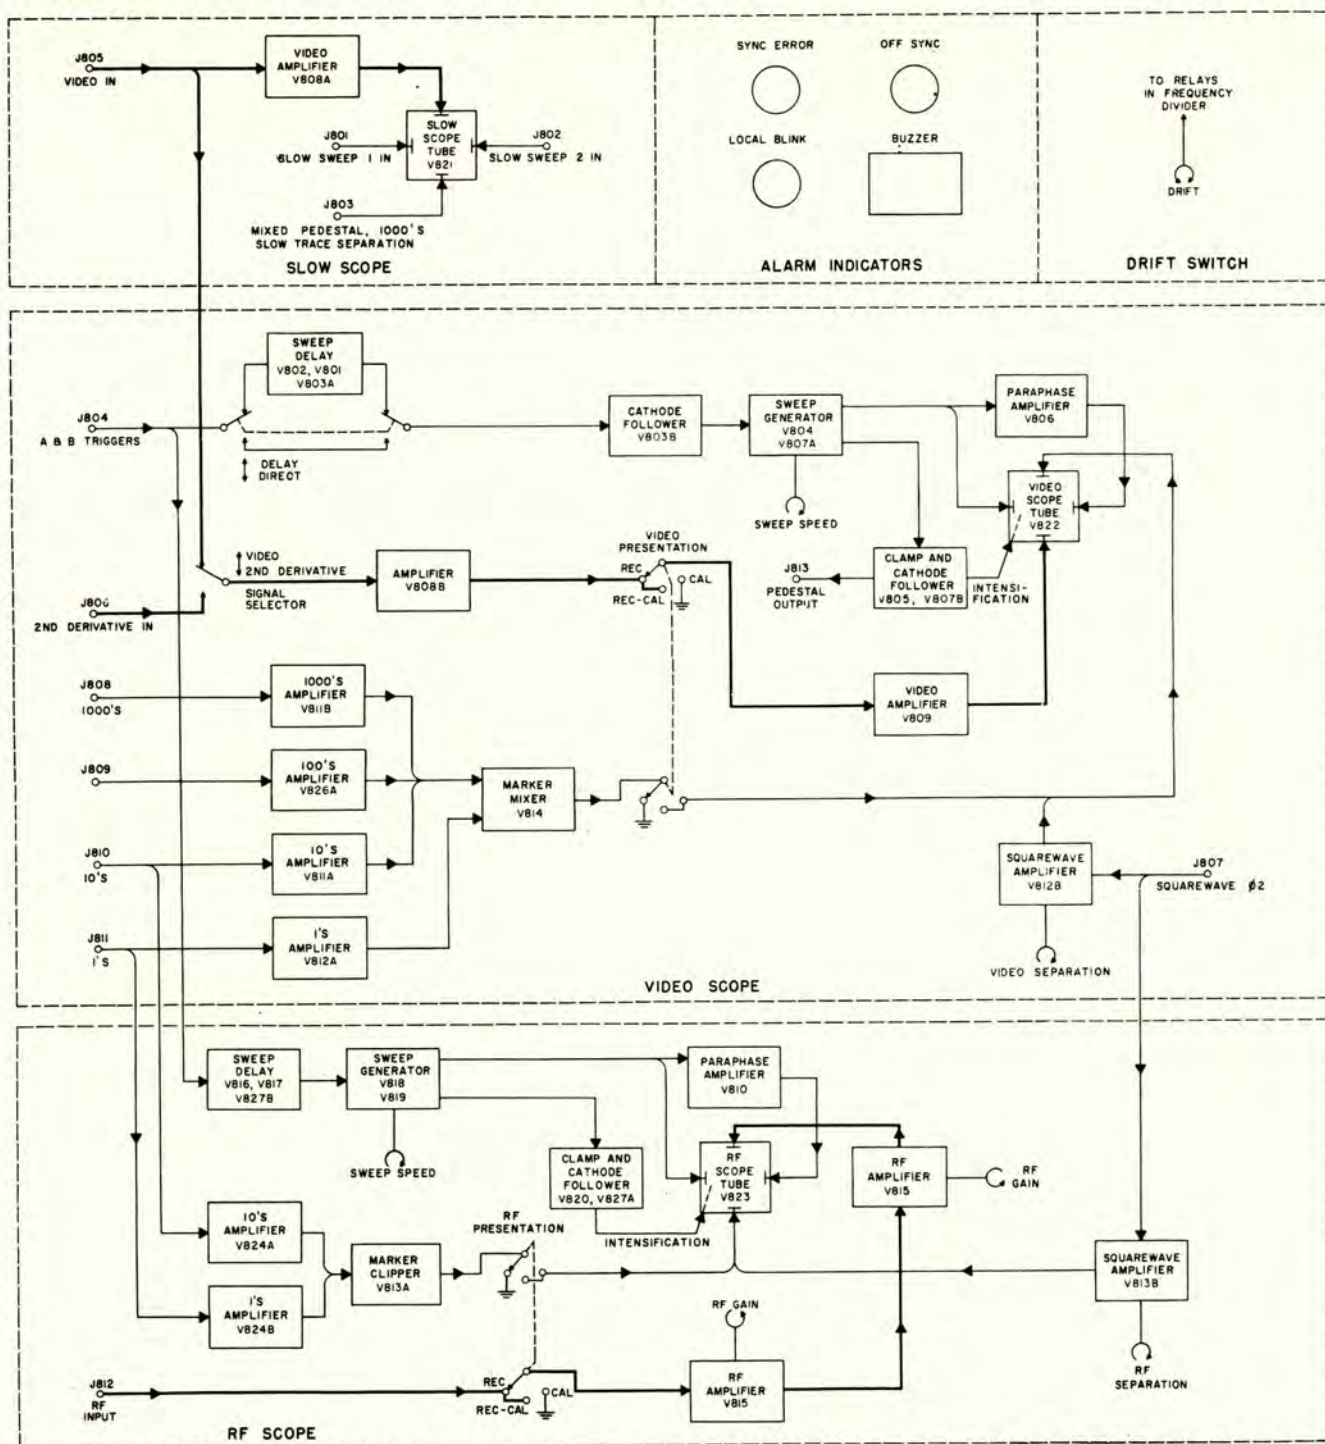 J805
VIDEO IN
VIDEO
AMPLIFIER
V808A
J801
SLOW SWEEP 1 IN
SLOW
SCOPE
TUBE
V821
J802
SLOW SWEEP 2 IN
J803
MIXED PEDESTAL, 1000'S
SLOW TRACE SEPARATION
SLOW SCOPE
SYNC ERROR
OFF SYNC
LOCAL BLINK
BUZZER
ALARM INDICATORS
TO RELAYS
IN FREQUENCY
DIVIDER
DRIFT
DRIFT SWITCH
SWEEP
DELAY
V802, V801
V803A
J804
A & B TRIGGERS
DELAY
DIRECT
CATHODE
FOLLOWER
V803B
SWEEP
GENERATOR
V804
V807A
SWEEP SPEED
PARAPHASE
AMPLIFIER
V806
VIDEO
SCOPE
TUBE
V822
J813
PEDESTAL
OUTPUT
CLAMP AND
CATHODE
FOLLOWER
V805, V807B
INTENSI-
FICATION
J806
2ND DERIVATIVE IN
VIDEO
2ND DERIVATIVE
SIGNAL
SELECTOR
AMPLIFIER
V808B
VIDEO
PRESENTATION
REC
CAL
REC-CAL
VIDEO
AMPLIFIER
V809
J808
1000'S
1000'S
AMPLIFIER
V811B
J809
100'S
AMPLIFIER
V826A
MARKER
MIXER
V814
J810
10'S
10'S
AMPLIFIER
V811A
J811
1'S
1'S
AMPLIFIER
V812A
SQUAREWAVE
AMPLIFIER
V812B
J807
SQUAREWAVE Ø2
VIDEO SEPARATION
VIDEO SCOPE
SWEEP
DELAY
V816, V817
V827B
SWEEP
GENERATOR
V818
V819
SWEEP SPEED
PARAPHASE
AMPLIFIER
V810
CLAMP AND
CATHODE
FOLLOWER
V820, V827A
INTENSIFICATION
RF
SCOPE
TUBE
V823
RF
AMPLIFIER
V815
RF
GAIN
10'S
AMPLIFIER
V824A
1'S
AMPLIFIER
V824B
MARKER
CLIPPER
V813A
RF
PRESENTATION
SQUAREWAVE
AMPLIFIER
V813B
RF
SEPARATION
RF GAIN
RF
AMPLIFIER
V815
J812
RF
INPUT
REC
CAL
REC-CAL
RF SCOPE